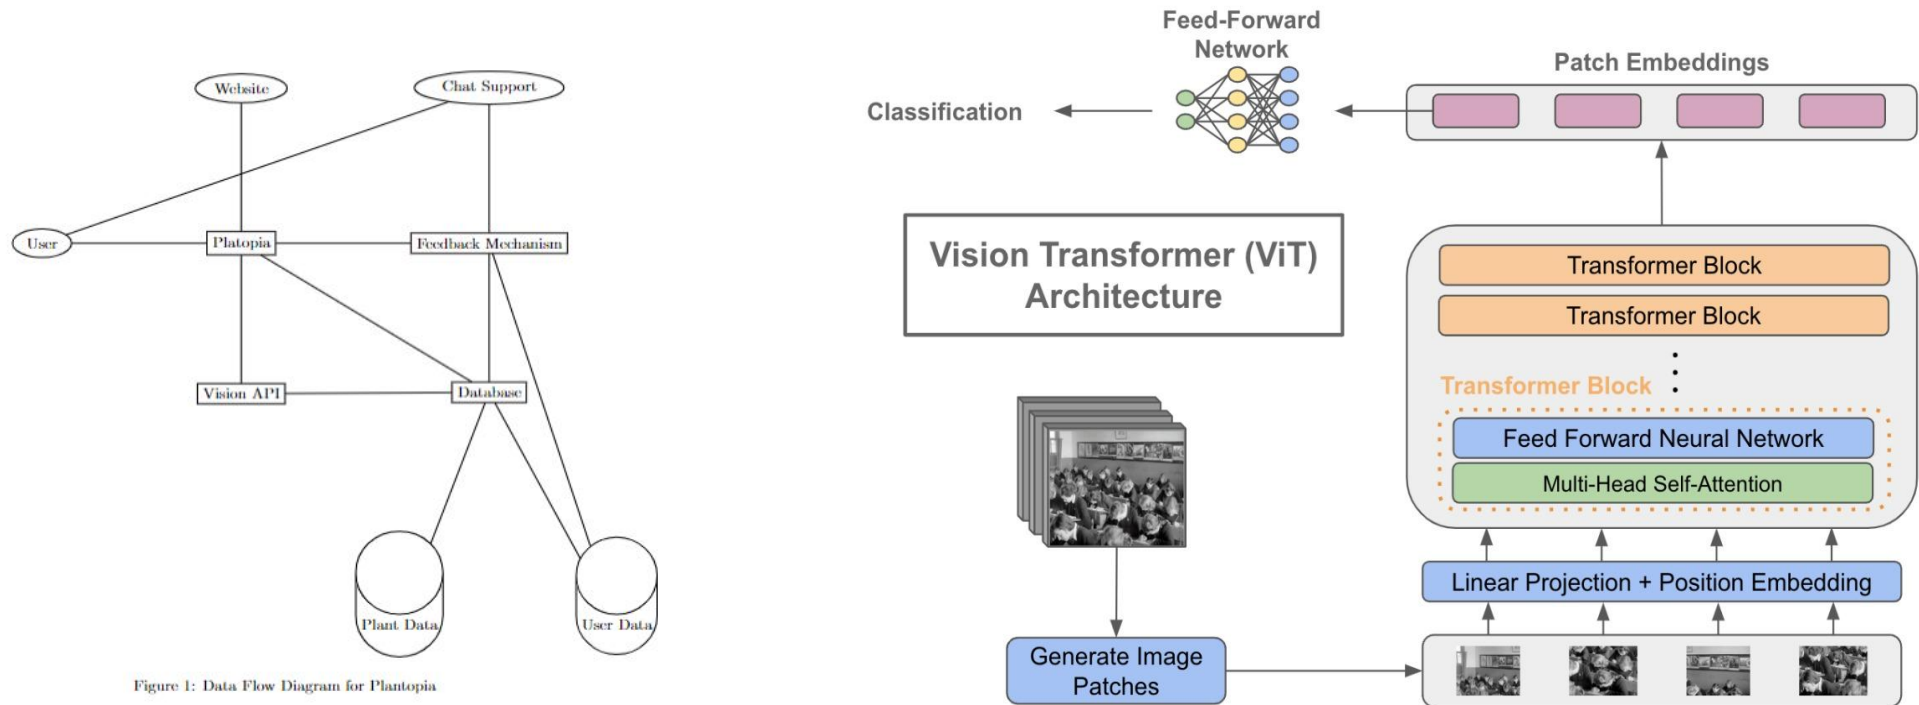 Website
Chat Support
User
Platopia
Feedback Mechanism
Vision API
Database
Plant Data
User Data
Figure 1: Data Flow Diagram for Plantopia
Feed-Forward
Network
Patch Embeddings
Classification
Vision Transformer (ViT)
Architecture
Transformer Block
Transformer Block
Transformer Block
Feed Forward Neural Network
Multi-Head Self-Attention
Linear Projection + Position Embedding
Generate Image
Patches